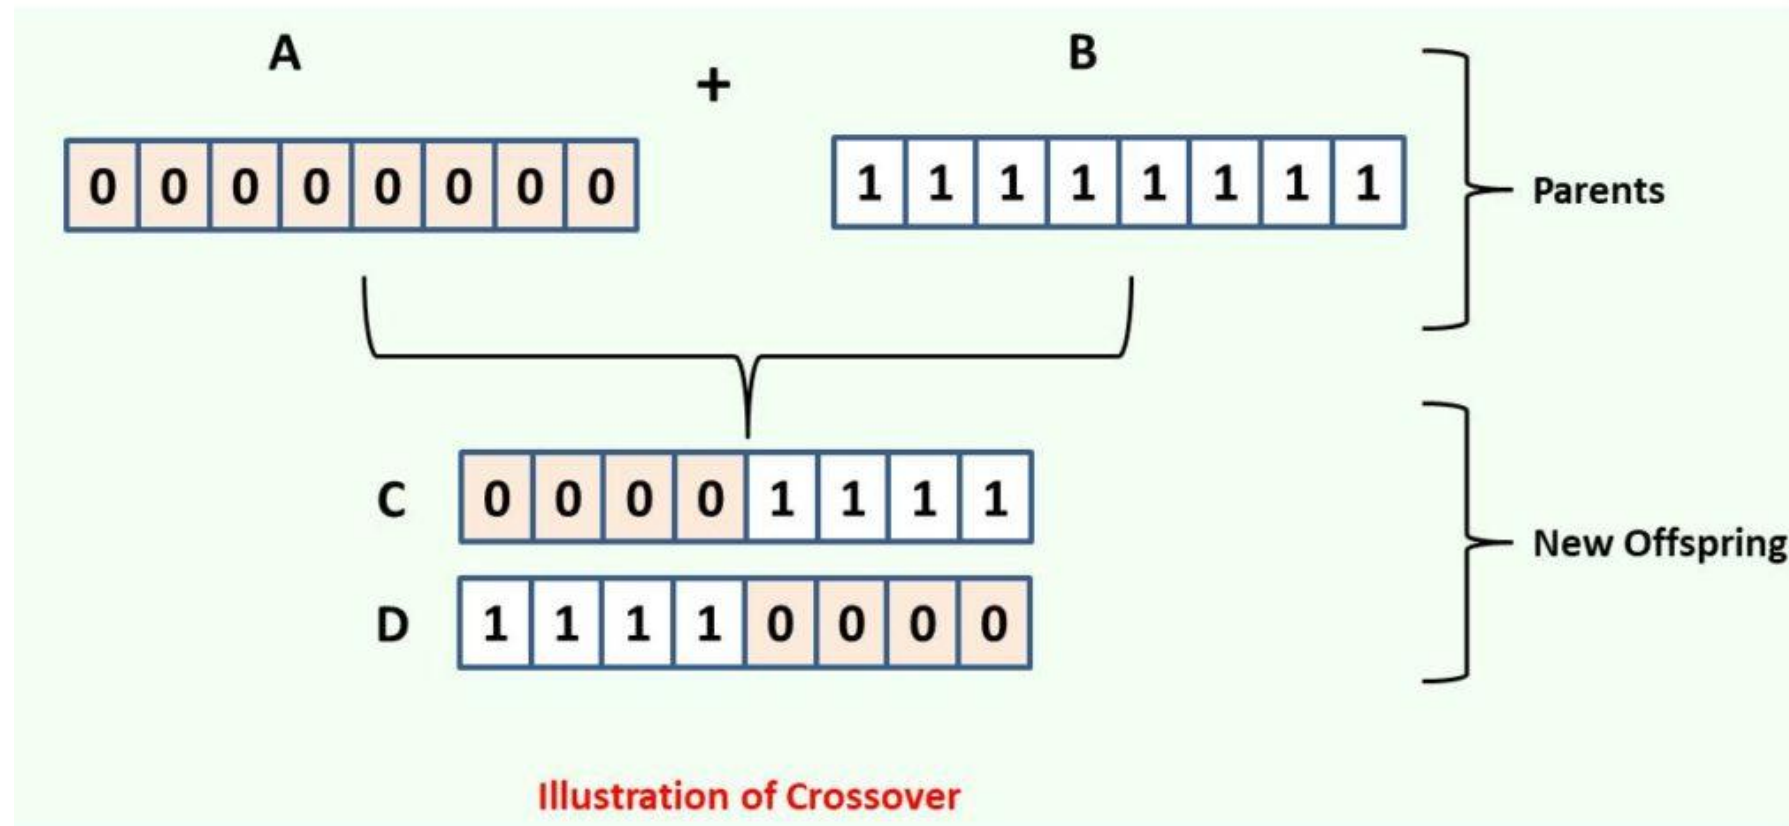 A + B
0 0 0 0 0 0 0 0
1 1 1 1 1 1 1 1
Parents
C 0 0 0 0 1 1 1 1
New Offspring
D 1 1 1 1 0 0 0 0
Illustration of Crossover